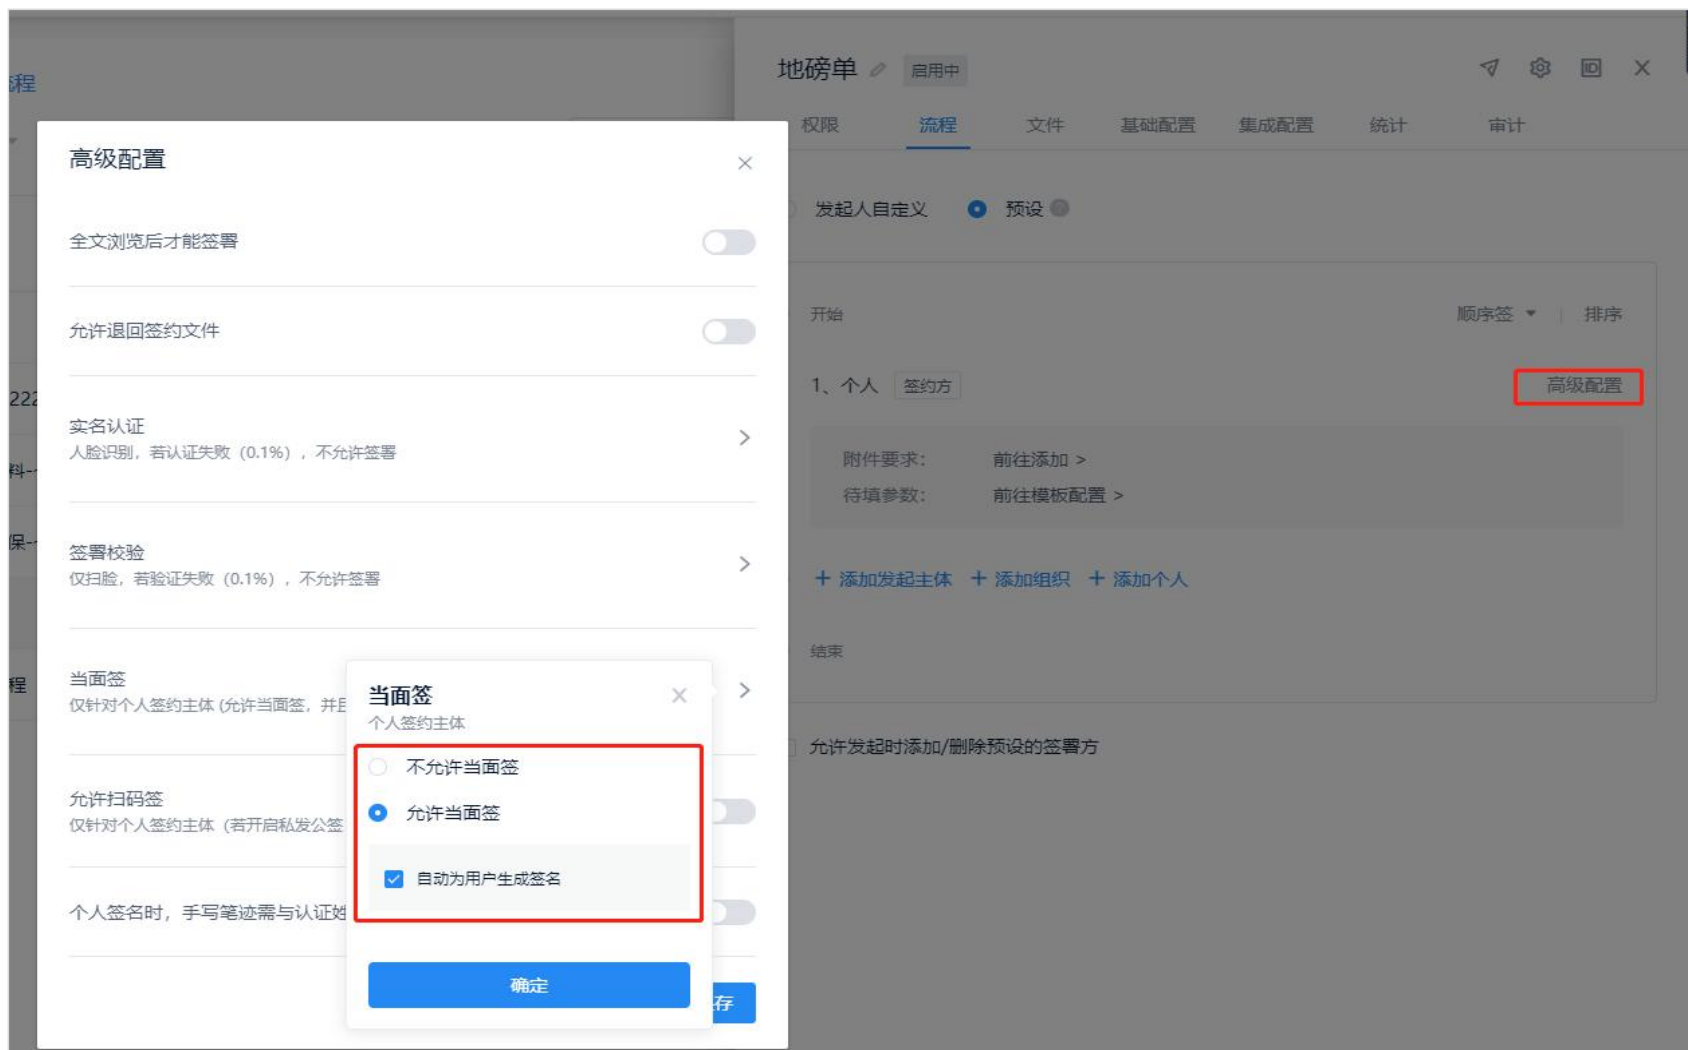 地磅单 启用中
程
权限 流程 文件 基础配置 集成配置 统计 审计
高级配置
发起人自定义 预设
全文浏览后才能签署
开始 顺序签 排序
允许退回签约文件
1、个人 签约方 高级配置
222
实名认证
人脸识别，若认证失败（0.1%），不允许签署
附件要求： 前往添加 >
料-
待填参数： 前往模板配置 >
保-
签署校验
仅扫脸，若验证失败（0.1%），不允许签署
+ 添加发起主体 + 添加组织 + 添加个人
结束
程
当面签
仅针对个人签约主体 (允许当面签，并且
当面签
个人签约主体
不允许当面签
允许当面签
自动为用户生成签名
确定
允许发起时添加/删除预设的签署方
允许扫码签
仅针对个人签约主体（若开启私发公签
个人签名时，手写笔迹需与认证姓
存